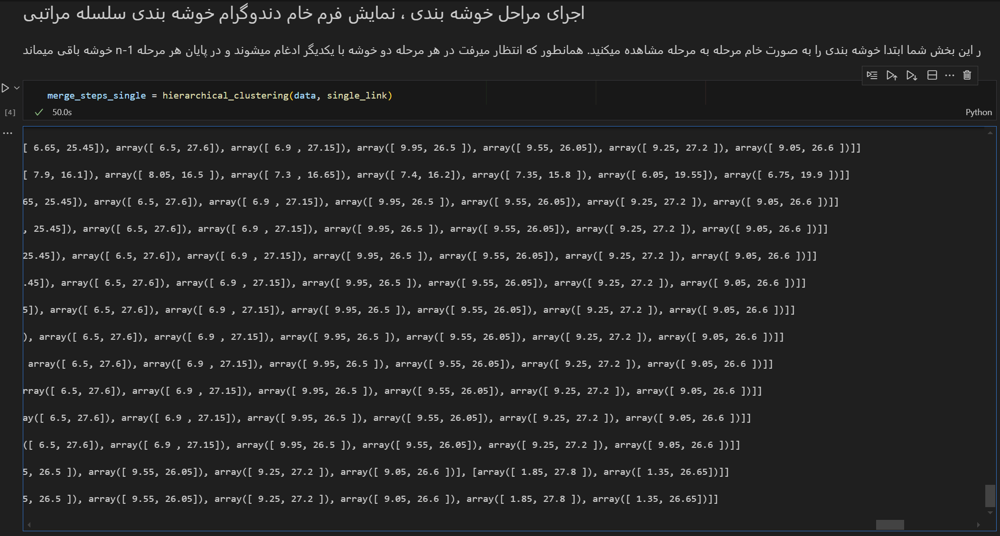 اجرای مراحل خوشه بندی ، نمایش فرم خام دندوگرام خوشه بندی سلسله مراتبی
ر این بخش شما ابتدا خوشه بندی را به صورت خام مرحله به مرحله مشاهده میکنید. همانطور که انتظار میرفت در هر مرحله دو خوشه با یکدیگر ادغام میشوند و در پایان هر مرحله n-1 خوشه باقی میماند
merge_steps_single = hierarchical_clustering(data, single_link)
[4] 50.0s Python
[ 6.65, 25.45]), array([ 6.5, 27.6]), array([ 6.9 , 27.15]), array([ 9.95, 26.5 ]), array([ 9.55, 26.05]), array([ 9.25, 27.2 ]), array([ 9.05, 26.6 ])]]
[ 7.9, 16.1]), array([ 8.05, 16.5 ]), array([ 7.3 , 16.65]), array([ 7.4, 16.2]), array([ 7.35, 15.8 ]), array([ 6.05, 19.55]), array([ 6.75, 19.9 ])]]
65, 25.45]), array([ 6.5, 27.6]), array([ 6.9 , 27.15]), array([ 9.95, 26.5 ]), array([ 9.55, 26.05]), array([ 9.25, 27.2 ]), array([ 9.05, 26.6 ])]]
, 25.45]), array([ 6.5, 27.6]), array([ 6.9 , 27.15]), array([ 9.95, 26.5 ]), array([ 9.55, 26.05]), array([ 9.25, 27.2 ]), array([ 9.05, 26.6 ])]]
25.45]), array([ 6.5, 27.6]), array([ 6.9 , 27.15]), array([ 9.95, 26.5 ]), array([ 9.55, 26.05]), array([ 9.25, 27.2 ]), array([ 9.05, 26.6 ])]]
.45]), array([ 6.5, 27.6]), array([ 6.9 , 27.15]), array([ 9.95, 26.5 ]), array([ 9.55, 26.05]), array([ 9.25, 27.2 ]), array([ 9.05, 26.6 ])]]
5]), array([ 6.5, 27.6]), array([ 6.9 , 27.15]), array([ 9.95, 26.5 ]), array([ 9.55, 26.05]), array([ 9.25, 27.2 ]), array([ 9.05, 26.6 ])]]
), array([ 6.5, 27.6]), array([ 6.9 , 27.15]), array([ 9.95, 26.5 ]), array([ 9.55, 26.05]), array([ 9.25, 27.2 ]), array([ 9.05, 26.6 ])]]
array([ 6.5, 27.6]), array([ 6.9 , 27.15]), array([ 9.95, 26.5 ]), array([ 9.55, 26.05]), array([ 9.25, 27.2 ]), array([ 9.05, 26.6 ])]]
rray([ 6.5, 27.6]), array([ 6.9 , 27.15]), array([ 9.95, 26.5 ]), array([ 9.55, 26.05]), array([ 9.25, 27.2 ]), array([ 9.05, 26.6 ])]]
ay([ 6.5, 27.6]), array([ 6.9 , 27.15]), array([ 9.95, 26.5 ]), array([ 9.55, 26.05]), array([ 9.25, 27.2 ]), array([ 9.05, 26.6 ])]]
([ 6.5, 27.6]), array([ 6.9 , 27.15]), array([ 9.95, 26.5 ]), array([ 9.55, 26.05]), array([ 9.25, 27.2 ]), array([ 9.05, 26.6 ])]]
5, 26.5 ]), array([ 9.55, 26.05]), array([ 9.25, 27.2 ]), array([ 9.05, 26.6 ])], [array([ 1.85, 27.8 ]), array([ 1.35, 26.65])]]
5, 26.5 ]), array([ 9.55, 26.05]), array([ 9.25, 27.2 ]), array([ 9.05, 26.6 ]), array([ 1.85, 27.8 ]), array([ 1.35, 26.65])]]